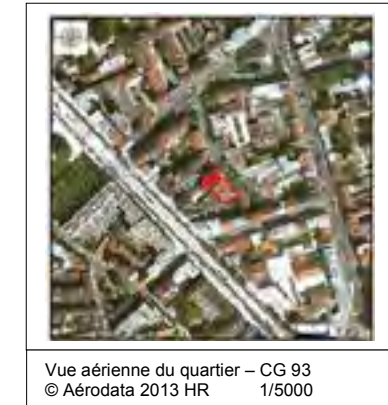 Vue aérienne du quartier – CG 93
© Aérodata 2013 HR 1/5000